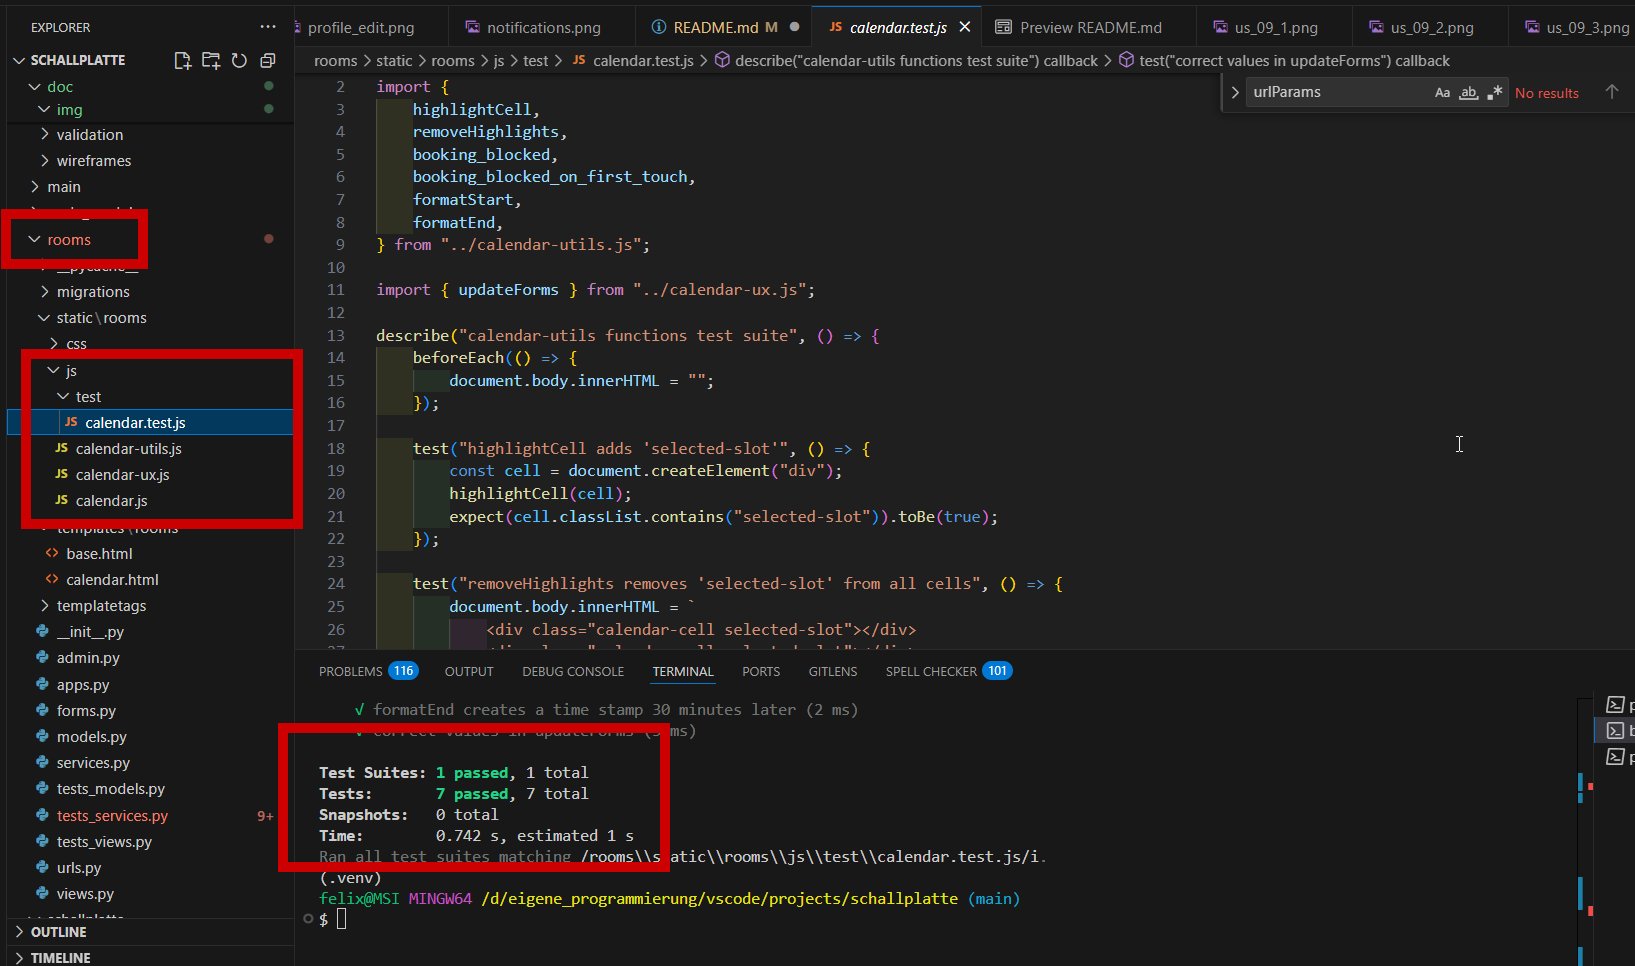 EXPLORER
SCHALLPLATTE
doc
img
validation
wireframes
main
rooms
__pycache__
migrations
static\rooms
css
js
test
JS calendar.test.js
JS calendar-utils.js
JS calendar-ux.js
JS calendar.js
templates\rooms
<> base.html
<> calendar.html
templatetags
__init__.py
admin.py
apps.py
forms.py
models.py
services.py
tests_models.py
tests_services.py 9+
tests_views.py
urls.py
views.py
schallplatte
OUTLINE
TIMELINE
profile_edit.png
notifications.png
README.md M
JS calendar.test.js
Preview README.md
us_09_1.png
us_09_2.png
us_09_3.png
rooms > static > rooms > js > test > JS calendar.test.js > describe("calendar-utils functions test suite") callback > test("correct values in updateForms") callback
urlParams Aa ab .* No results
2 import {
3 highlightCell,
4 removeHighlights,
5 booking_blocked,
6 booking_blocked_on_first_touch,
7 formatStart,
8 formatEnd,
9 } from "../calendar-utils.js";
10
11 import { updateForms } from "../calendar-ux.js";
12
13 describe("calendar-utils functions test suite", () => {
14 beforeEach(() => {
15 document.body.innerHTML = "";
16 });
17
18 test("highlightCell adds 'selected-slot'", () => {
19 const cell = document.createElement("div");
20 highlightCell(cell);
21 expect(cell.classList.contains("selected-slot")).toBe(true);
22 });
23
24 test("removeHighlights removes 'selected-slot' from all cells", () => {
25 document.body.innerHTML = `
26 <div class="calendar-cell selected-slot"></div>
PROBLEMS 116
OUTPUT
DEBUG CONSOLE
TERMINAL
PORTS
GITLENS
SPELL CHECKER 101
√ formatEnd creates a time stamp 30 minutes later (2 ms)
√ correct values in updateForms ms)
Test Suites: 1 passed, 1 total
Tests: 7 passed, 7 total
Snapshots: 0 total
Time: 0.742 s, estimated 1 s
Ran all test suites matching /rooms\\static\\rooms\\js\\test\\calendar.test.js/i.
(.venv)
felix@MSI MINGW64 /d/eigene_programmierung/vscode/projects/schallplatte (main)
$